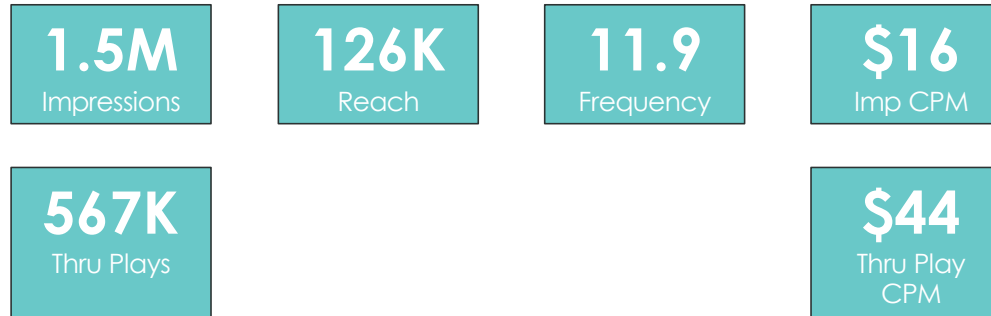 1.5M
Impressions
126K
Reach
11.9
Frequency
$16
Imp CPM
567K
Thru Plays
$44
Thru Play
CPM